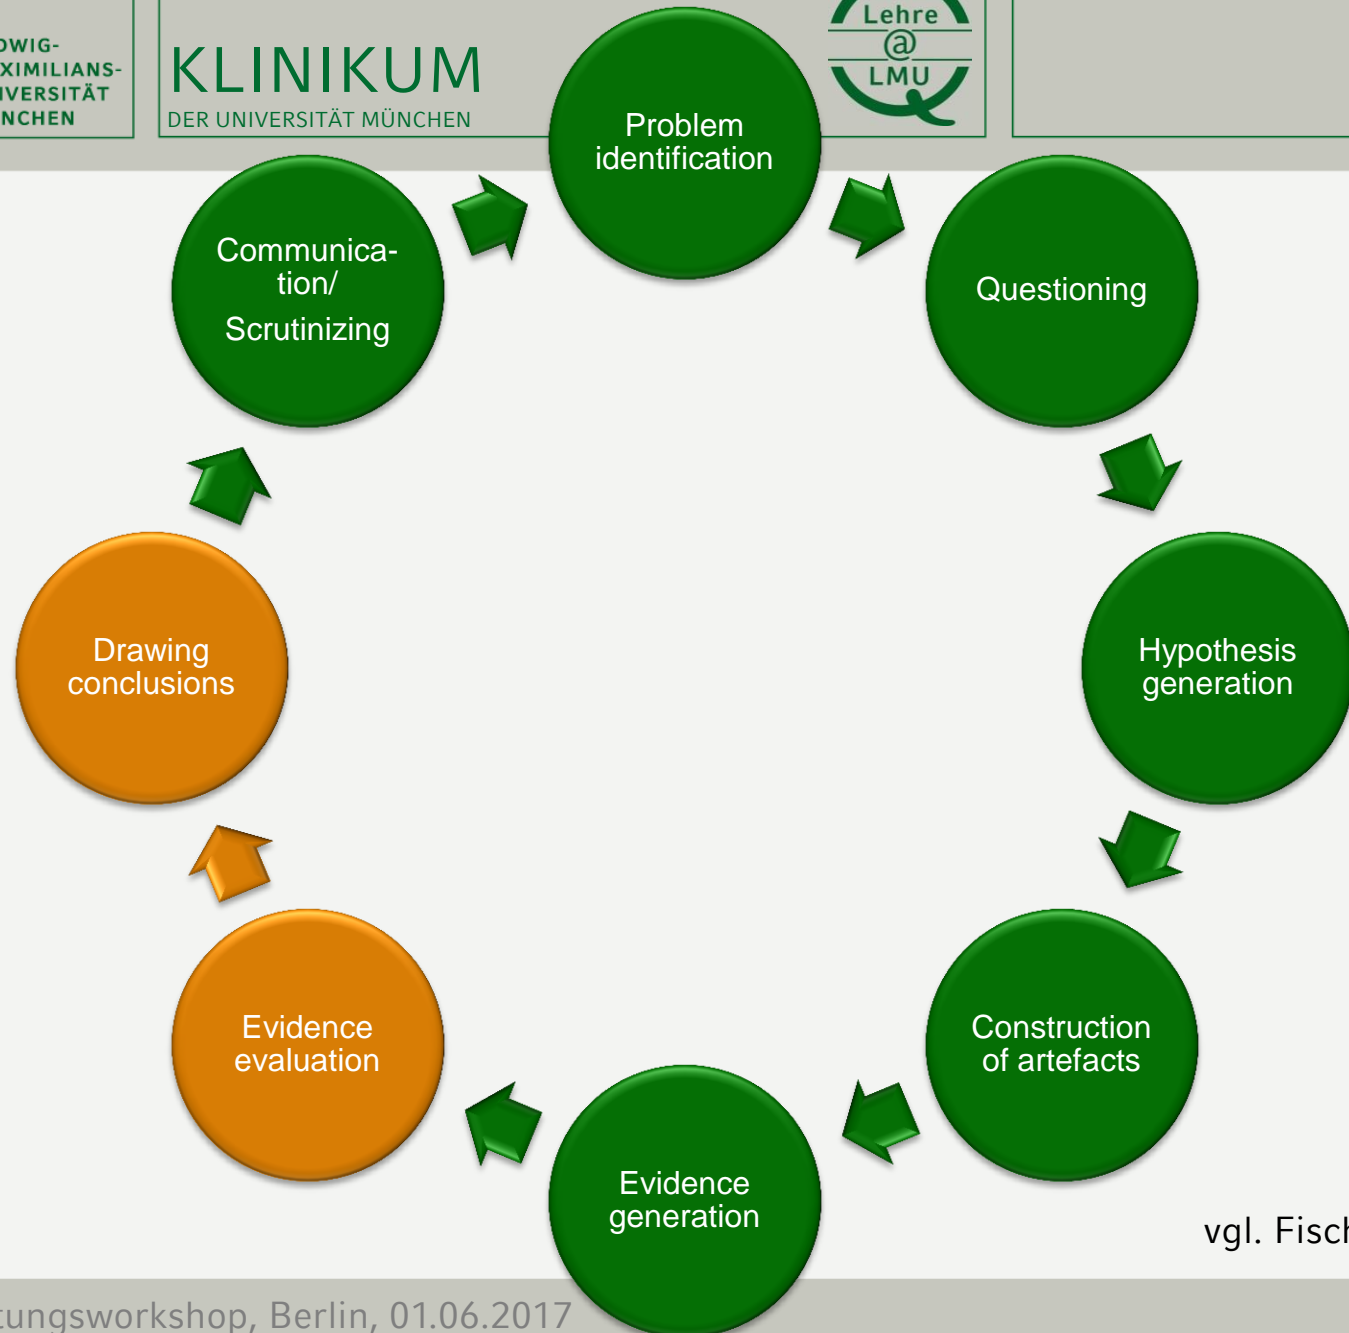 KLINIKUM
DER UNIVERSITÄT MÜNCHEN
Lehre
@
LMU
Problem
identification
Questioning
Hypothesis
generation
Construction
of artefacts
Evidence
generation
Evidence
evaluation
Drawing
conclusions
Communica-
tion/
Scrutinizing
vgl.
Berlin, 01.06.2017